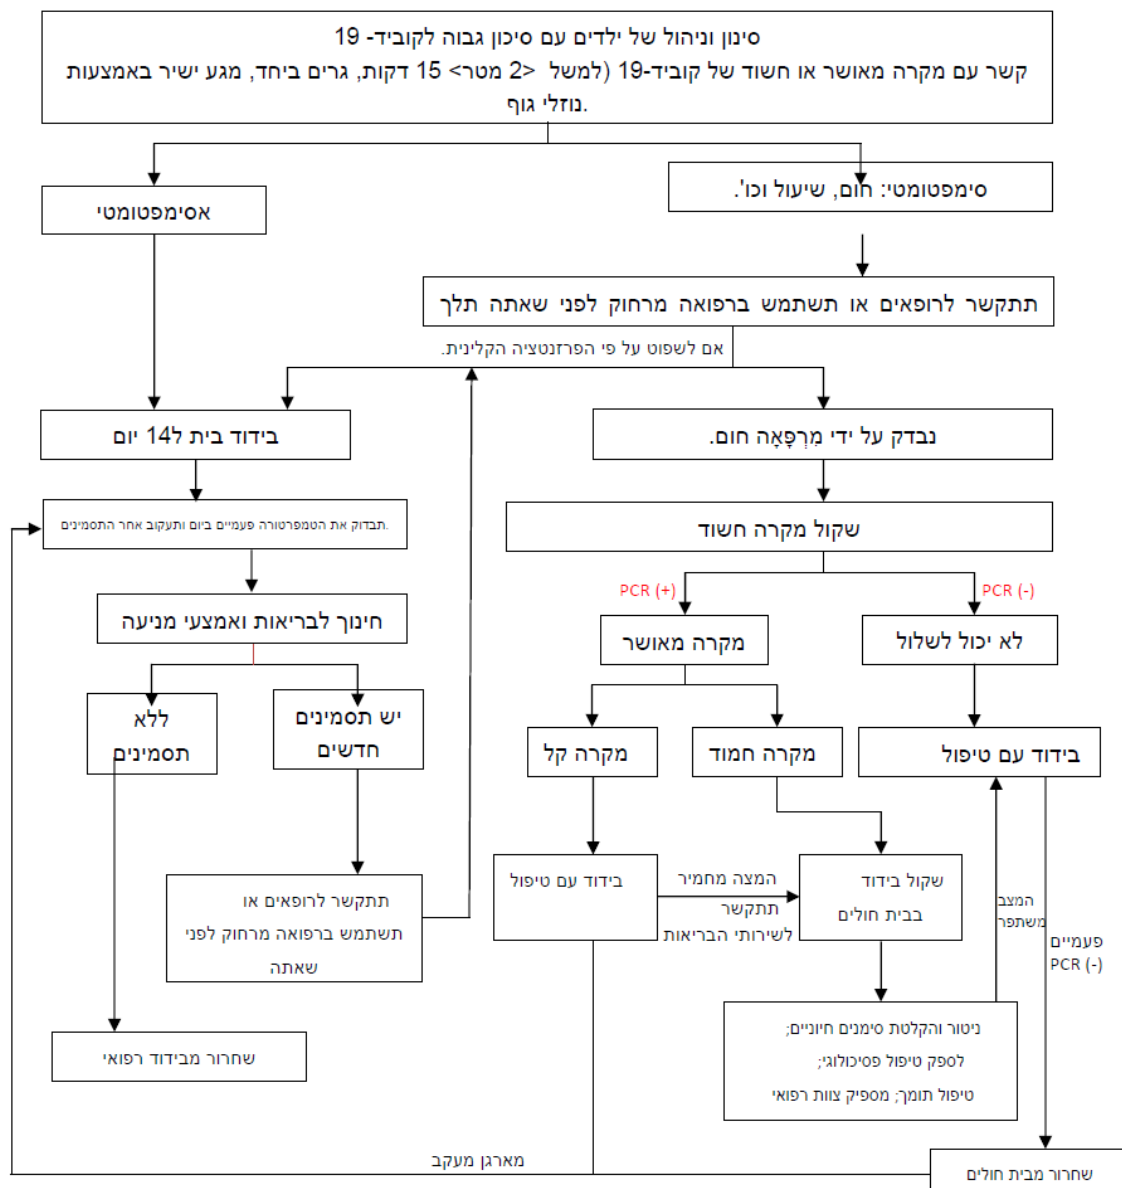 סינון וניהול של ילדים עם סיכון גבוה לקוביד- 19
קשר עם מקרה מאושר או חשוד של קוביד-19 (למשל <2 מטר> 15 דקות, גרים ביחד, מגע ישיר באמצעות
נוזלי גוף.
סימפטומטי: חום, שיעול וכו'.
אסימפטומטי
תתקשר לרופאים או תשתמש ברפואה מרחוק לפני שאתה תלך
אם לשפוט על פי הפרזנטציה הקלינית.
בידוד בית ל14 יום
נבדק על ידי מִרְפָּאָה חום.
תבדוק את הטמפרטורה פעמיים ביום ותעקוב אחר התסמינים.
שקול מקרה חשוד
PCR (+)
PCR (-)
חינוך לבריאות ואמצעי מניעה
מקרה מאושר
לא יכול לשלול
ללא
תסמינים
יש תסמינים
חדשים
מקרה קל
מקרה חמוד
בידוד עם טיפול
תתקשר לרופאים או
תשתמש ברפואה מרחוק לפני
שאתה
בידוד עם טיפול
המצה מחמיר
תתקשר
לשירותי הבריאות
שקול בידוד
בבית חולים
המצב
משתפר
פעמיים
PCR (-)
ניטור והקלטת סימנים חיוניים;
לספק טיפול פסיכולוגי;
טיפול תומך; מספיק צוות רפואי
שחרור מבידוד רפואי
מארגן מעקב
שחרור מבית חולים